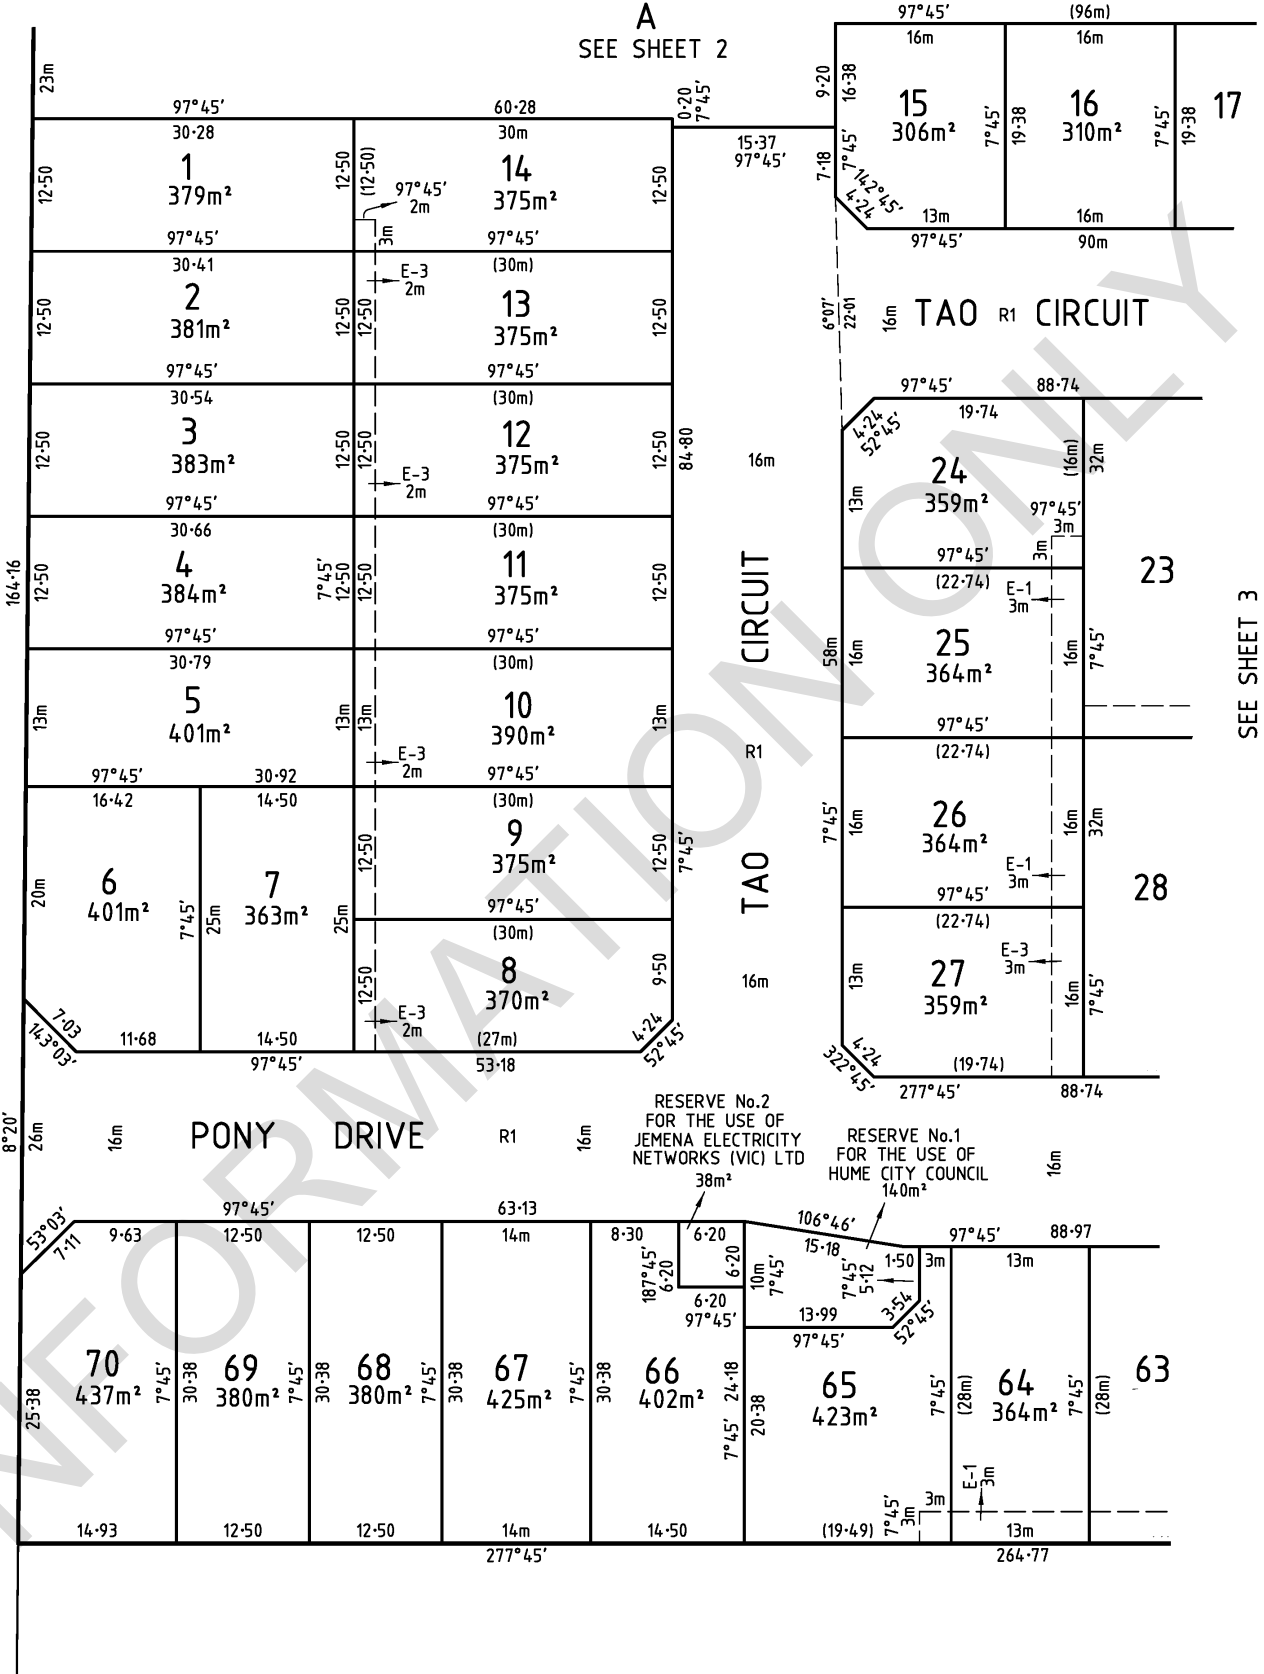 A
SEE SHEET 2
97°45′
(96m)
16m
16m
23m
9·20
16·38
15
306m²
7°45′
19·38
16
310m²
7°45′
19·38
17
97°45′
60·28
0·20
7°45′
15·37
97°45′
7·18
7°45′
142°45′
4·24
13m
16m
97°45′
90m
30·28
30m
12·50
1
379m²
12·50
(12·50)
97°45′
2m
3m
14
375m²
12·50
97°45′
97°45′
30·41
(30m)
E-3
2m
12·50
2
381m²
12·50
12·50
13
375m²
12·50
97°45′
97°45′
6°07′
22·01
16m
TAO R1 CIRCUIT
30·54
(30m)
12·50
3
383m²
12·50
12·50
12
375m²
12·50
84·80
E-3
2m
97°45′
97°45′
16m
97°45′
88·74
4·24
52°45′
19·74
24
359m²
13m
(16m)
32m
97°45′
3m
3m
97°45′
30·66
(30m)
164·16
12·50
4
384m²
7°45′
12·50
12·50
11
375m²
12·50
97°45′
97°45′
CIRCUIT
(22·74)
E-1
3m
58m
16m
25
364m²
16m
7°45′
97°45′
23
SEE SHEET 3
30·79
(30m)
13m
5
401m²
13m
13m
10
390m²
13m
E-3
2m
97°45′
30·92
97°45′
R1
(22·74)
7°45′
16m
26
364m²
16m
32m
E-1
3m
97°45′
28
16·42
14·50
(30m)
20m
6
401m²
7°45′
25m
7
363m²
25m
12·50
9
375m²
12·50
7°45′
97°45′
TAO
(30m)
12·50
8
370m²
9·50
E-3
2m
16m
(22·74)
13m
27
359m²
E-3
3m
16m
7°45′
7·03
143°03′
11·68
14·50
(27m)
4·24
52°45′
97°45′
53·18
4·24
322°45′
(19·74)
277°45′
88·74
8°20′
26m
16m
PONY DRIVE
R1
16m
RESERVE No.2
FOR THE USE OF
JEMENA ELECTRICITY
NETWORKS (VIC) LTD
38m²
RESERVE No.1
FOR THE USE OF
HUME CITY COUNCIL
140m²
16m
97°45′
63·13
53°03′
7·11
9·63
12·50
12·50
14m
8·30
187°45′
6·20
6·20
6·20
6·20
97°45′
106°46′
15·18
10m
7°45′
7°45′
5·12
1·50
3m
97°45′
88·97
13m
13·99
3·54
52°45′
97°45′
25·38
70
437m²
7°45′
30·38
69
380m²
7°45′
30·38
68
380m²
7°45′
30·38
67
425m²
7°45′
30·38
66
402m²
7°45′
24·18
20·38
65
423m²
7°45′
(28m)
64
364m²
7°45′
(28m)
63
E-1
3m
7°45′
3m
3m
14·93
12·50
12·50
14m
14·50
(19·49)
13m
277°45′
264·77
INFORMATION ONLY